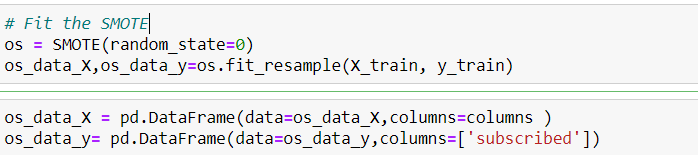 # Fit the SMOTE
os = SMOTE(random_state=0)
os_data_X,os_data_y=os.fit_resample(X_train, y_train)
os_data_X = pd.DataFrame(data=os_data_X,columns=columns )
os_data_y= pd.DataFrame(data=os_data_y,columns=['subscribed'])